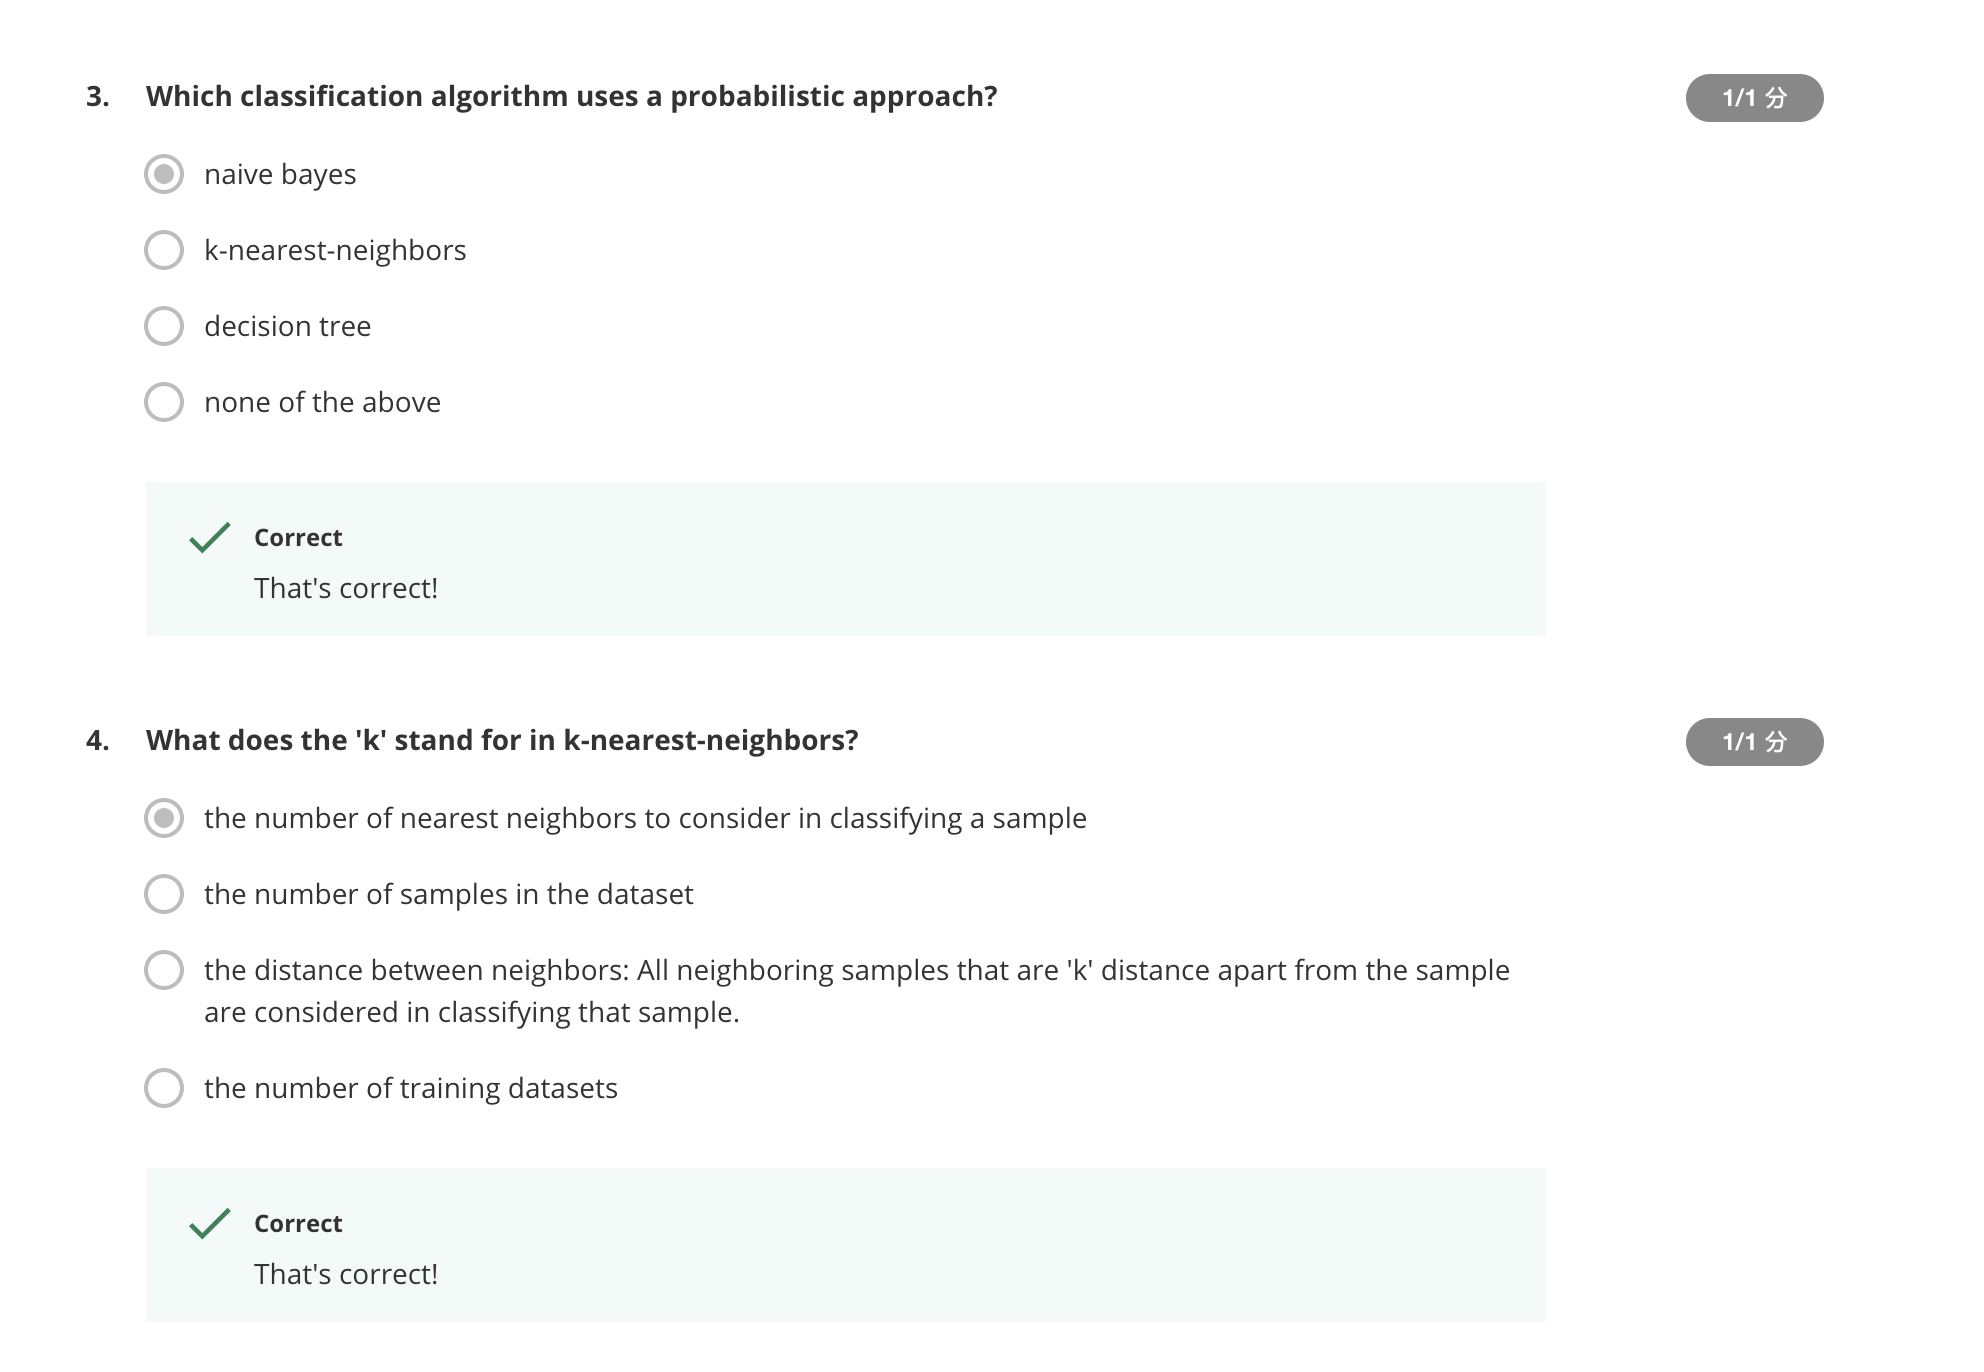 3. Which classification algorithm uses a probabilistic approach? 1/1 分
naive bayes
k-nearest-neighbors
decision tree
none of the above
Correct
That's correct!
4. What does the 'k' stand for in k-nearest-neighbors? 1/1 分
the number of nearest neighbors to consider in classifying a sample
the number of samples in the dataset
the distance between neighbors: All neighboring samples that are 'k' distance apart from the sample
are considered in classifying that sample.
the number of training datasets
Correct
That's correct!